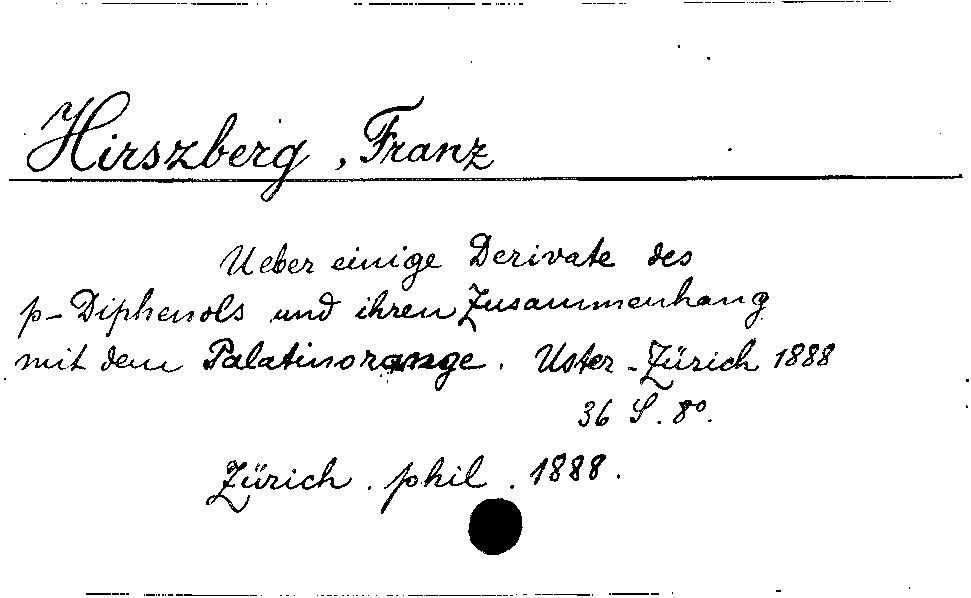 Hirszberg, Franz
Ueber einige Derivate des
p-Diphenols und ihren Zusammenhang
mit dem Palatinorange. Uster-Zürich 1888
36 S. 8°.
Zürich. phil. 1888.